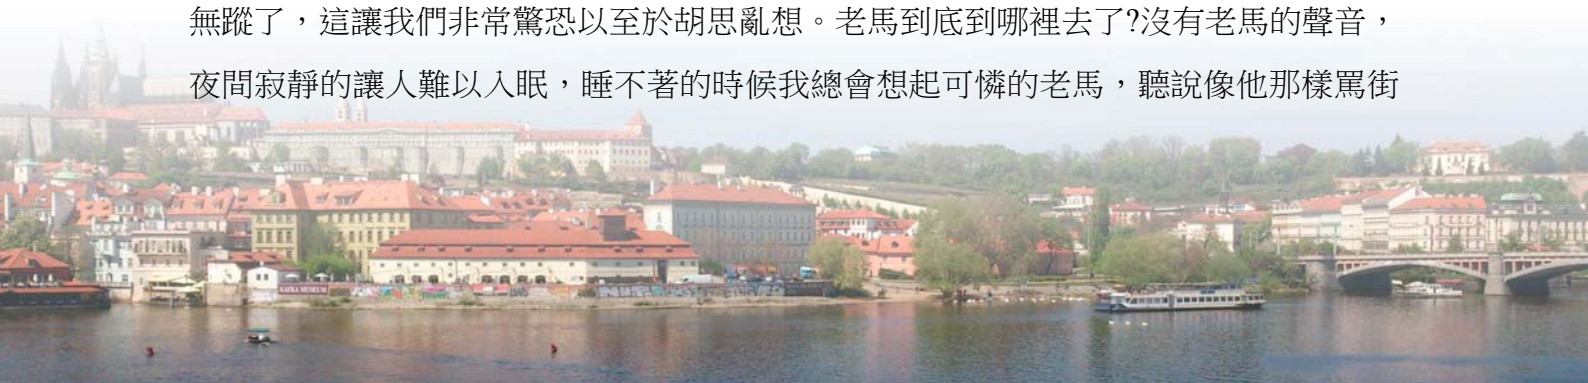 無蹤了，這讓我們非常驚恐以至於胡思亂想。老馬到底到哪裡去了?沒有老馬的聲音，
夜間寂靜的讓人難以入眠，睡不著的時候我總會想起可憐的老馬，聽說像他那樣罵街
KAFKA MUSEUM